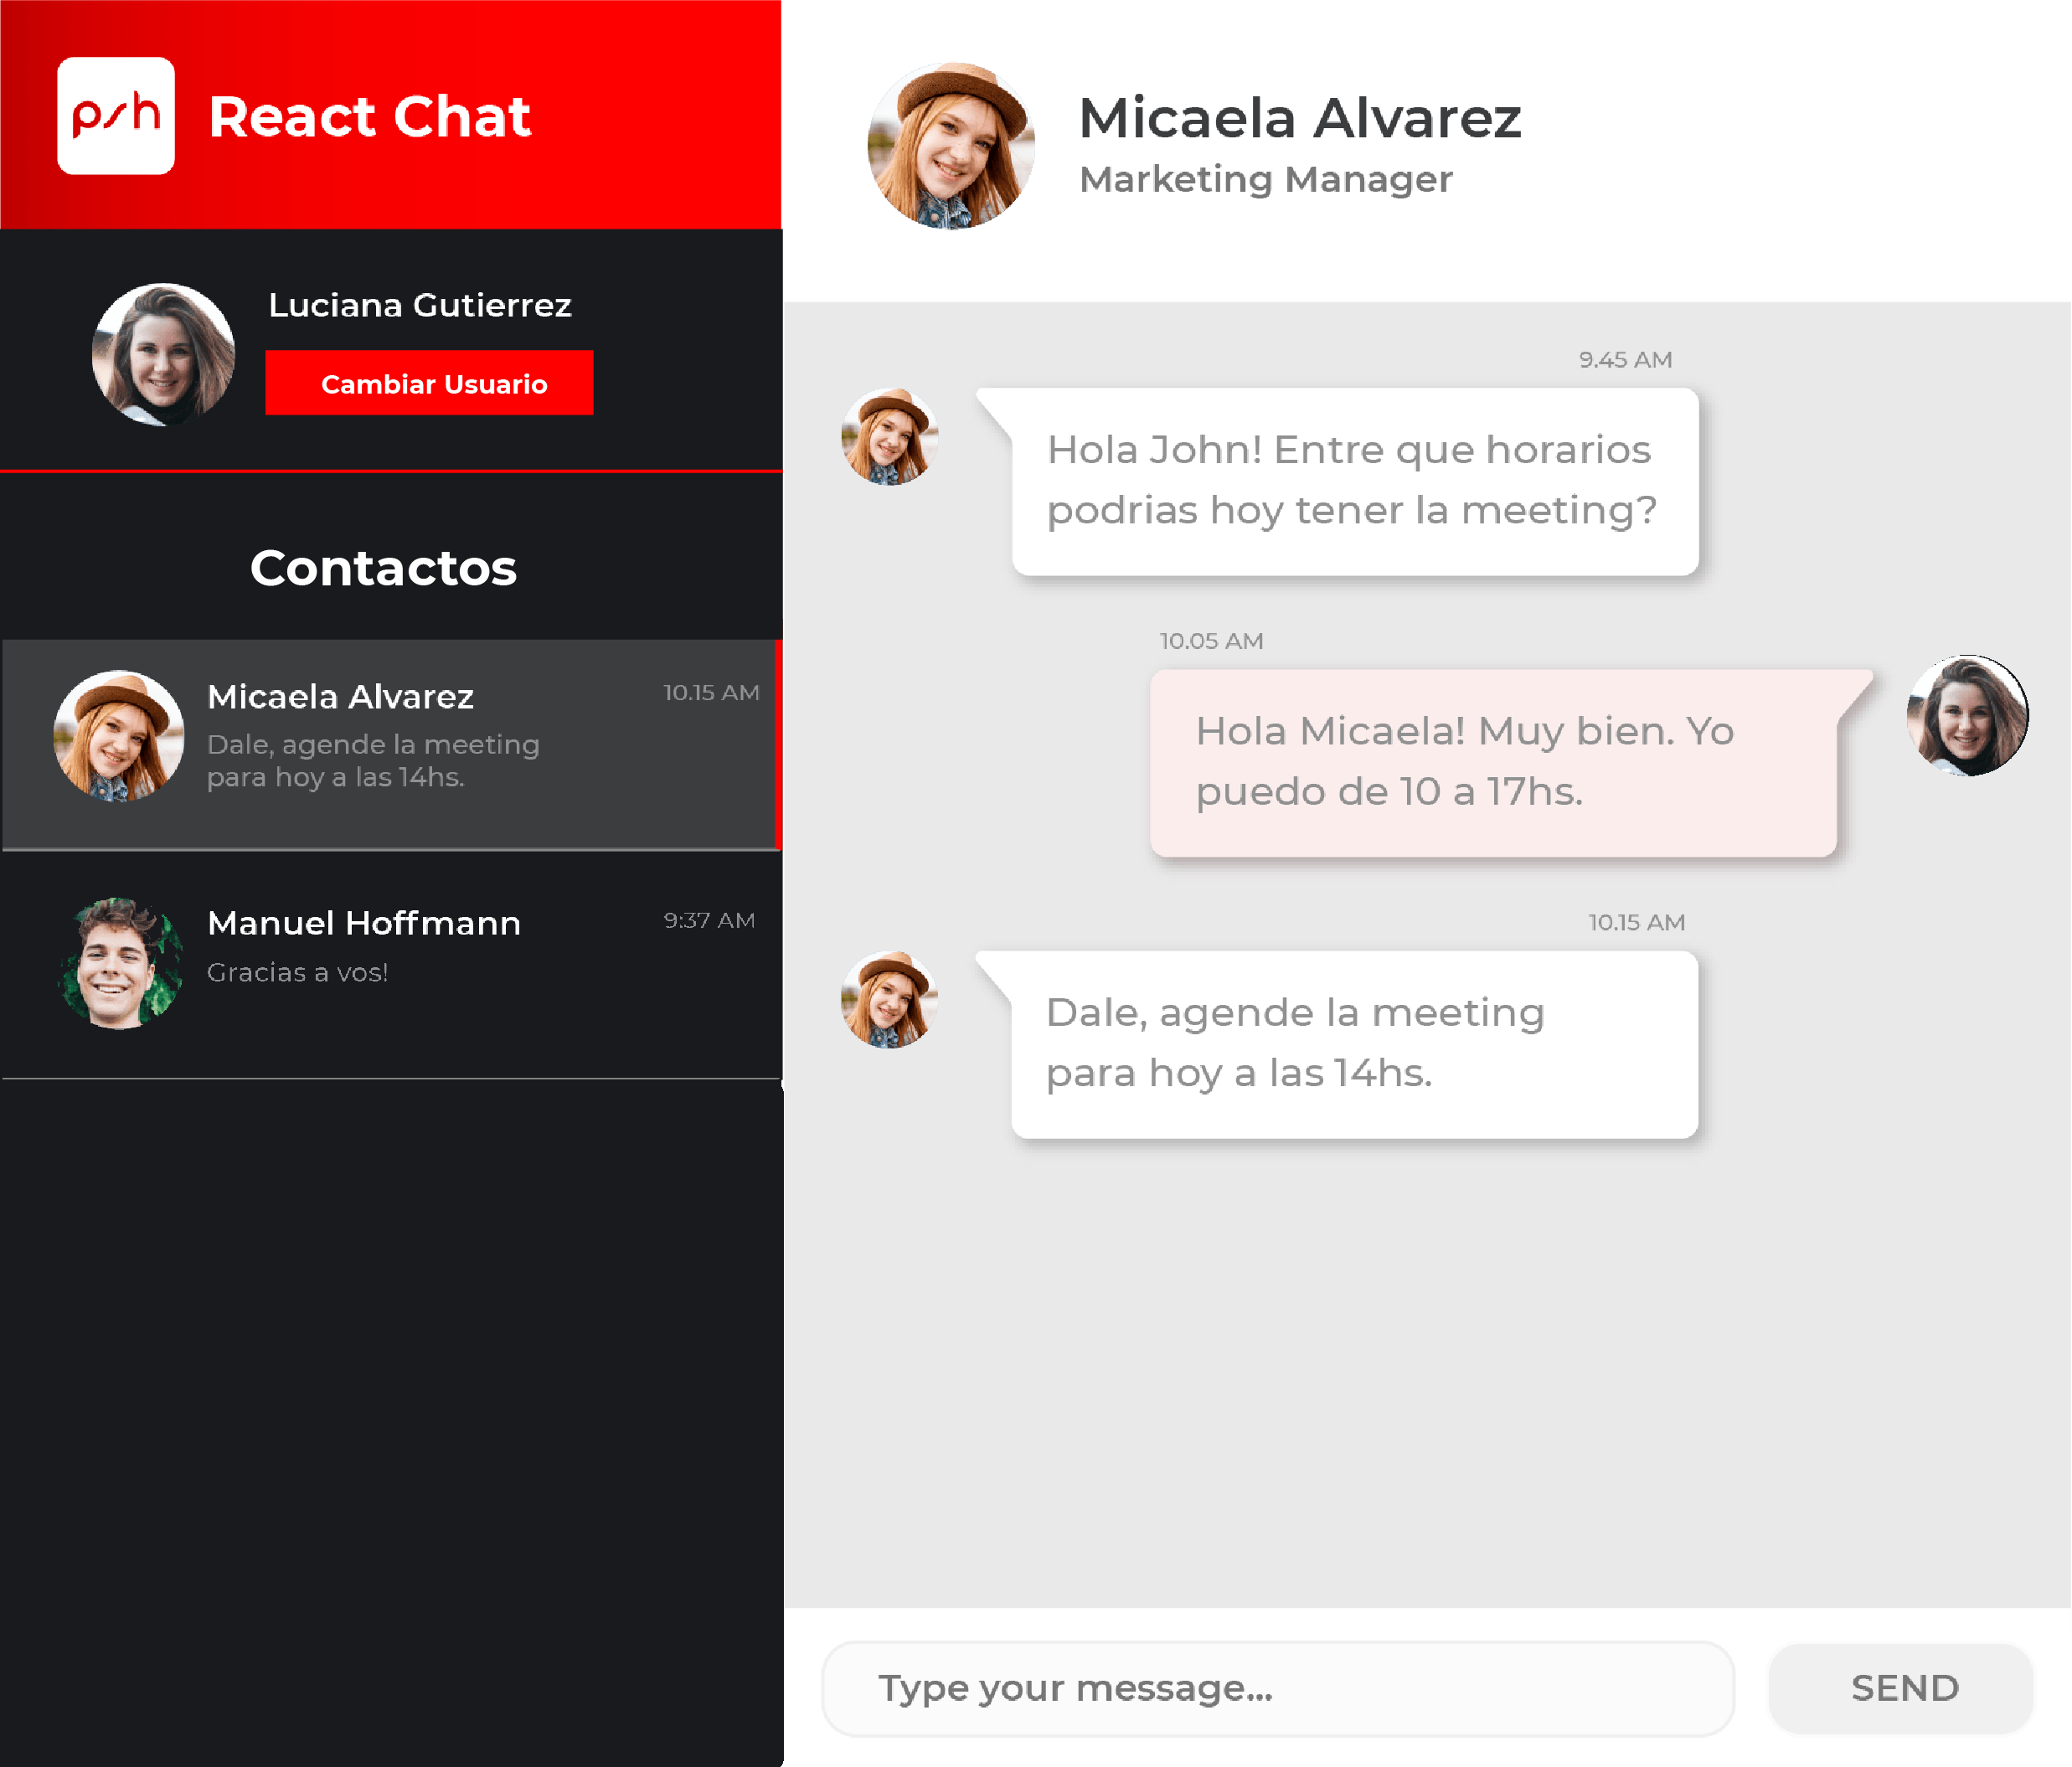 psh
React Chat
Luciana Gutierrez
Cambiar Usuario
Contactos
Micaela Alvarez
10.15 AM
Dale, agende la meeting
para hoy a las 14hs.
Manuel Hoffmann
9:37 AM
Gracias a vos!
Micaela Alvarez
Marketing Manager
9.45 AM
Hola John! Entre que horarios
podrias hoy tener la meeting?
10.05 AM
Hola Micaela! Muy bien. Yo
puedo de 10 a 17hs.
10.15 AM
Dale, agende la meeting
para hoy a las 14hs.
Type your message...
SEND